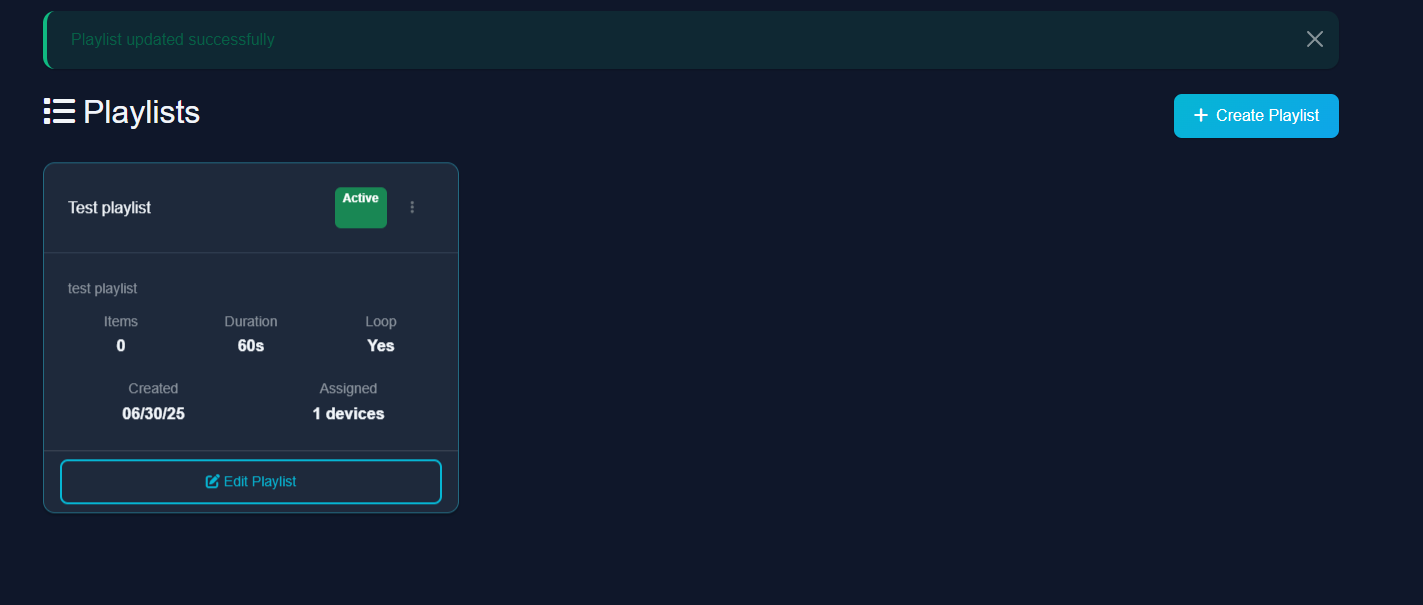 Playlist updated successfully
Playlists
Create Playlist
Test playlist
Active
test playlist
Items Duration Loop
0 60s Yes
Created Assigned
06/30/25 1 devices
Edit Playlist